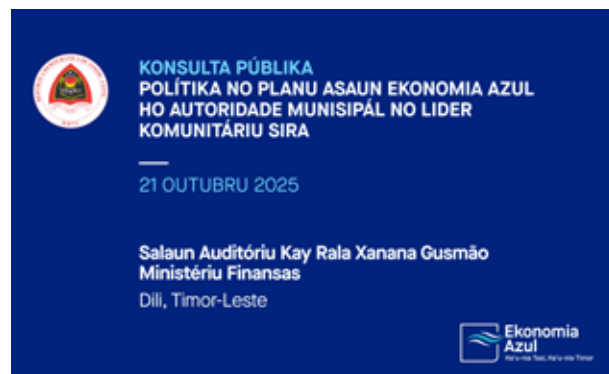 KONSULTA PÚBLIKA
POLÍTIKA NO PLANU ASAUN EKONOMIA AZUL
HO AUTORIDADE MUNISIPÁL NO LIDER
KOMUNITÁRIU SIRA
21 OUTUBRU 2025
Salaun Auditóriu Kay Rala Xanana Gusmão
Ministériu Finansas
Dili, Timor-Leste
Ekonomia
Azul